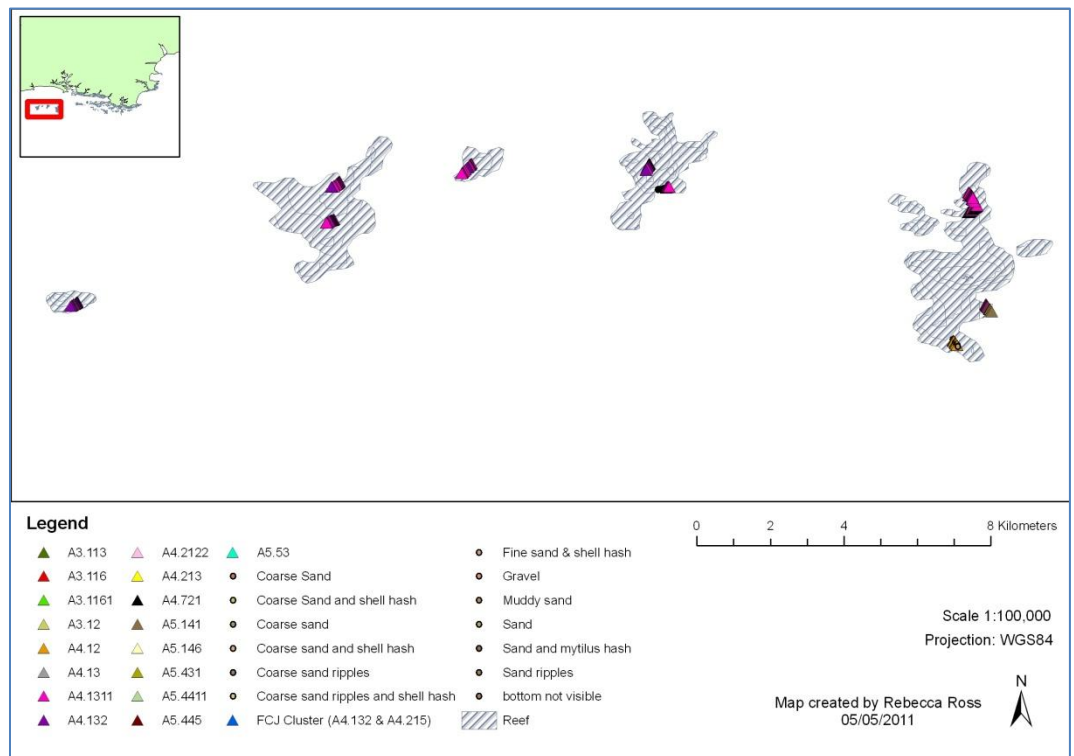 Legend
A3.113
A3.116
A3.1161
A3.12
A4.12
A4.13
A4.1311
A4.132
A4.2122
A4.213
A4.721
A5.141
A5.146
A5.431
A5.4411
A5.445
A5.53
Coarse Sand
Coarse Sand and shell hash
Coarse sand
Coarse sand and shell hash
Coarse sand ripples
Coarse sand ripples and shell hash
FCJ Cluster (A4.132 & A4.215)
Fine sand & shell hash
Gravel
Muddy sand
Sand
Sand and mytilus hash
Sand ripples
bottom not visible
Reef
0 2 4 8 Kilometers
Scale 1:100,000
Projection: WGS84
N
Map created by Rebecca Ross
05/05/2011